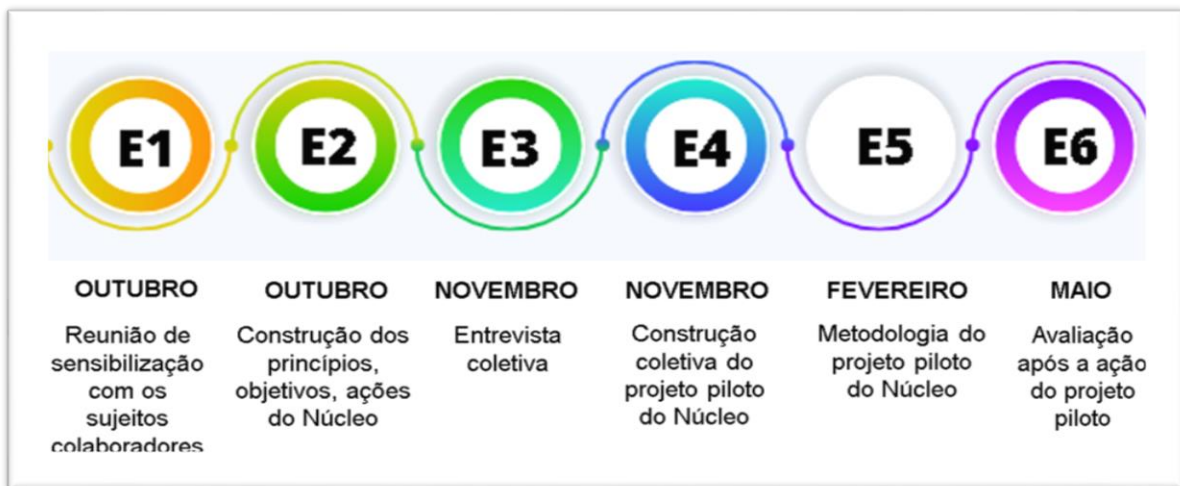 E1
E2
E3
E4
E5
E6
OUTUBRO
Reunião de
sensibilização
com os
sujeitos
colaboradores
OUTUBRO
Construção dos
princípios,
objetivos, ações
do Núcleo
NOVEMBRO
Entrevista
coletiva
NOVEMBRO
Construção
coletiva do
projeto piloto
do Núcleo
FEVEREIRO
Metodologia do
projeto piloto
do Núcleo
MAIO
Avaliação
após a ação
do projeto
piloto